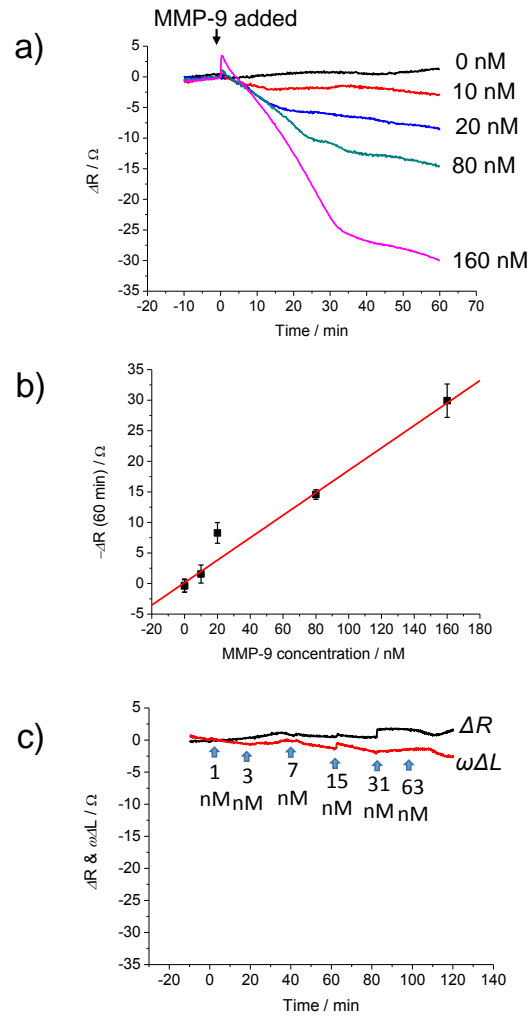 MMP-9 added
a)
5
0
-5
-10
-15
-20
-25
-30
-35
ΔR / Ω
0 nM
10 nM
20 nM
80 nM
160 nM
-20 -10 0 10 20 30 40 50 60 70
Time / min
b)
35
30
25
20
15
10
5
0
-5
−ΔR (60 min) / Ω
-20 0 20 40 60 80 100 120 140 160 180
MMP-9 concentration / nM
c)
5
0
-5
-10
-15
-20
-25
-30
-35
ΔR & ωΔL / Ω
ΔR
ωΔL
1 3 7 15 31 63
nM nM nM nM nM nM
-20 0 20 40 60 80 100 120 140
Time / min